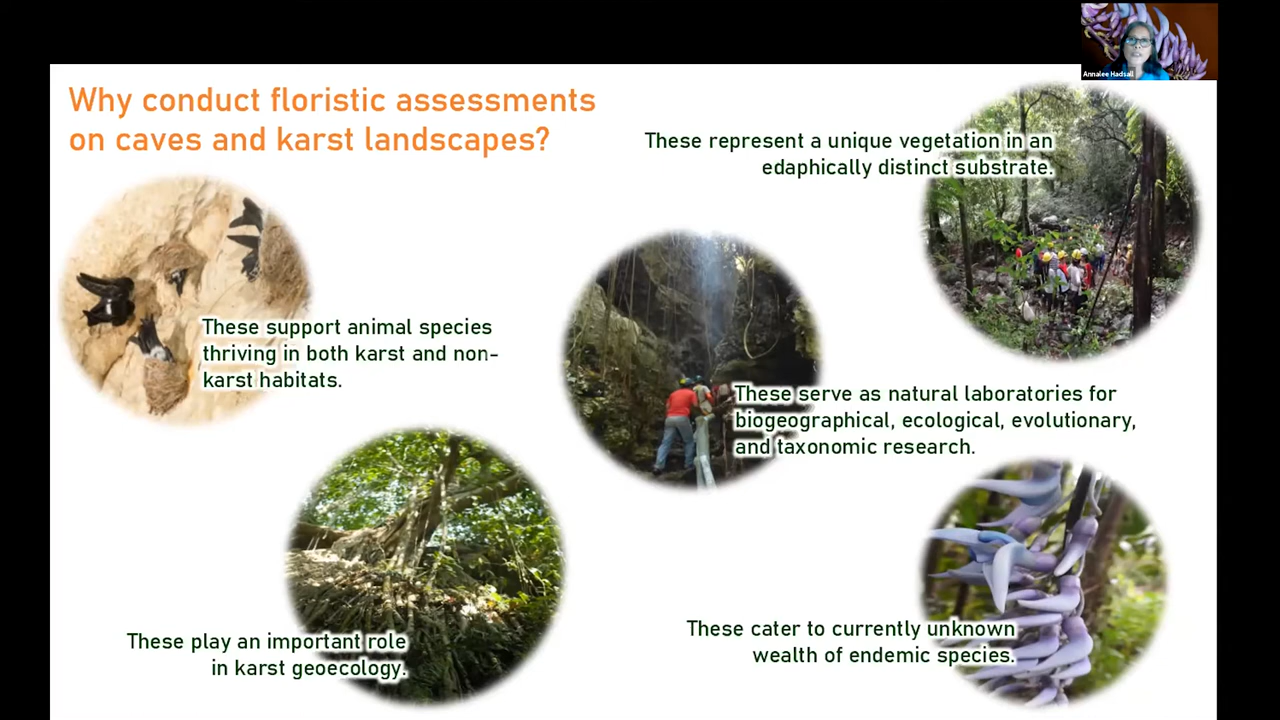 Annalee Hadsall
Why conduct floristic assessments
on caves and karst landscapes?
These represent a unique vegetation in an
edaphically distinct substrate.
These support animal species
thriving in both karst and non-
karst habitats.
These serve as natural laboratories for
biogeographical, ecological, evolutionary,
and taxonomic research.
These play an important role
in karst geoecology.
These cater to currently unknown
wealth of endemic species.